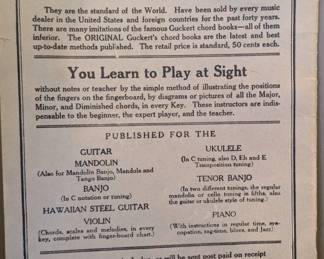 They are the standard of the World. Have been sold by every music
dealer in the United States and foreign countries for the past forty years.
There are many imitations of the famous Guckert chord books—all of them
inferior. The ORIGINAL Guckert's chord books are the latest and best
up-to-date methods published. The retail price is standard, 50 cents each.
You Learn to Play at Sight
without notes or teacher by the simple method of illustrating the positions
of the fingers on the fingerboard, by diagrams or pictures of all the Major,
Minor, and Diminished chords, in every Key. These instructors are indis-
pensable to the beginner, the expert player, and the teacher.
PUBLISHED FOR THE
GUITAR
MANDOLIN
(Also for Mandolin Banjo, Mandola and
Tango Banjo)
BANJO
(In C notation or tuning)
HAWAIIAN STEEL GUITAR
VIOLIN
(Chords, scales and melodies, in every
key, complete with finger-board chart.)
UKULELE
(In C tuning, also D, Eb and E
Transposition tuning)
TENOR BANJO
(In two different tunings, the regular
mandolin or cello tuning in fifths, also
the guitar or ukulele style of tuning.)
PIANO
(With instructions in regular time, syn-
copation, ragtime, blues, and Jazz)
will be sent post paid on receipt